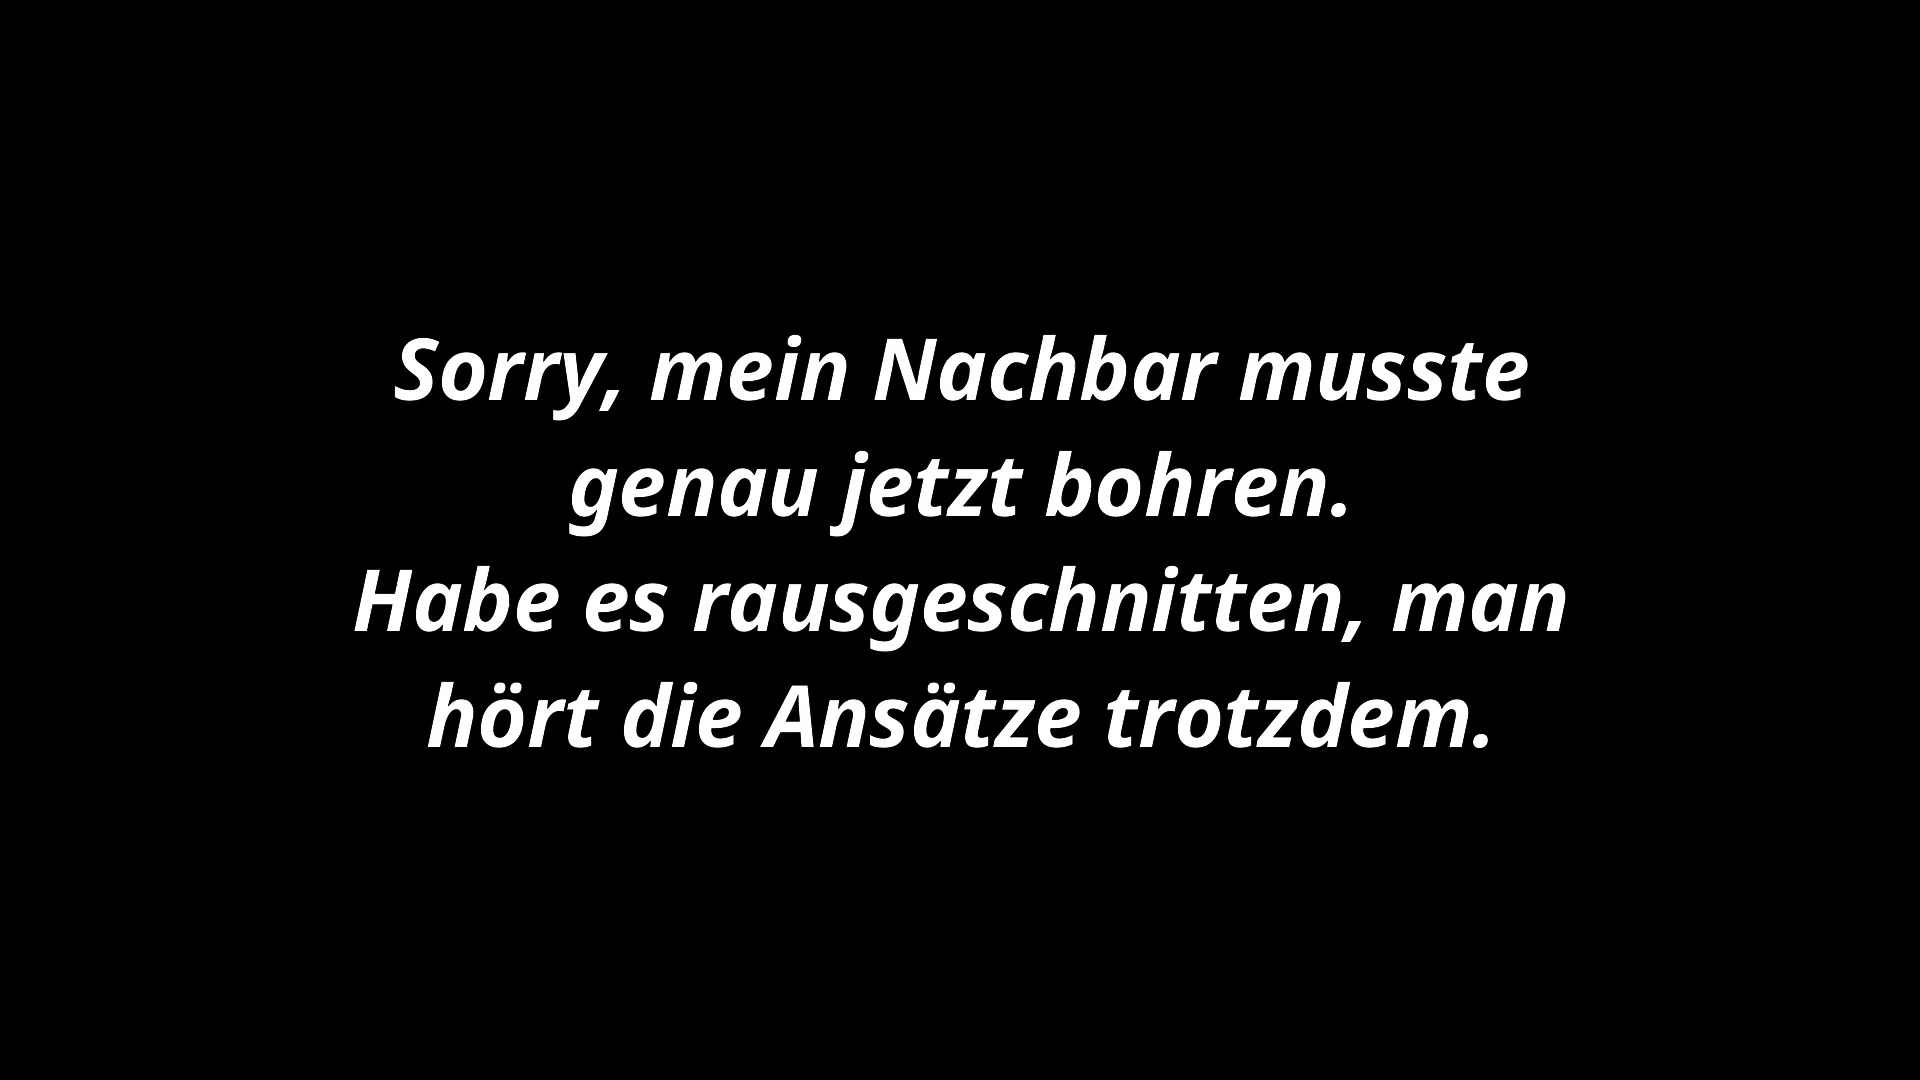 Sorry, mein Nachbar musste
genau jetzt bohren.
Habe es rausgeschnitten, man
hört die Ansätze trotzdem.